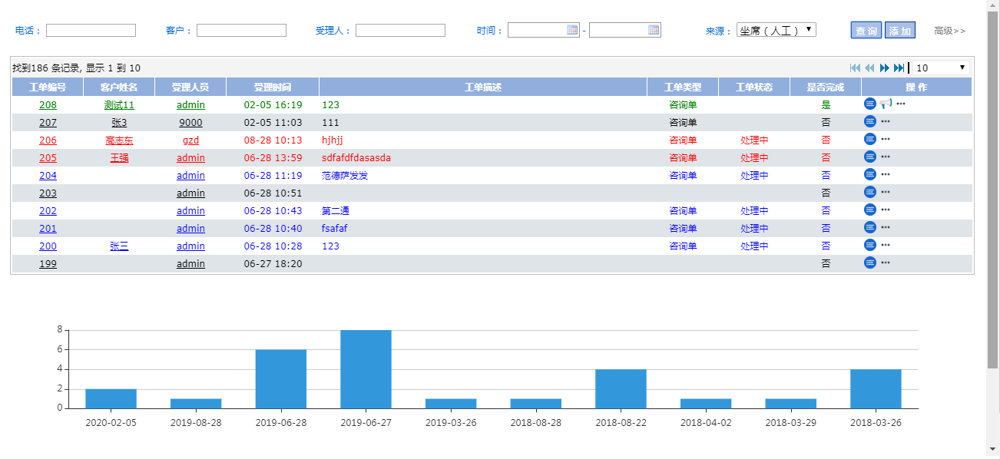 电话： 客户： 受理人： 时间： - 来源： 坐席（人工） 查询 添加 高级>>
找到186 条记录, 显示 1 到 10 10
工单编号 客户姓名 受理人员 受理时间 工单描述 工单类型 工单状态 是否完成 操 作
208 测试11 admin 02-05 16:19 123 咨询单 是
207 张3 9000 02-05 11:03 111 咨询单 否
206 高志东 gzd 08-28 10:13 hjhjj 咨询单 处理中 否
205 王强 admin 06-28 13:59 sdfafdfdasasda 咨询单 处理中 否
204 admin 06-28 11:19 范德萨发发 咨询单 处理中 否
203 admin 06-28 10:51 否
202 admin 06-28 10:43 第二通 咨询单 处理中 否
201 admin 06-28 10:40 fsafaf 咨询单 处理中 否
200 张三 admin 06-28 10:28 123 咨询单 处理中 否
199 admin 06-27 18:20 否
8
6
4
2
0
2020-02-05 2019-08-28 2019-06-28 2019-06-27 2019-03-26 2018-08-28 2018-08-22 2018-04-02 2018-03-29 2018-03-26